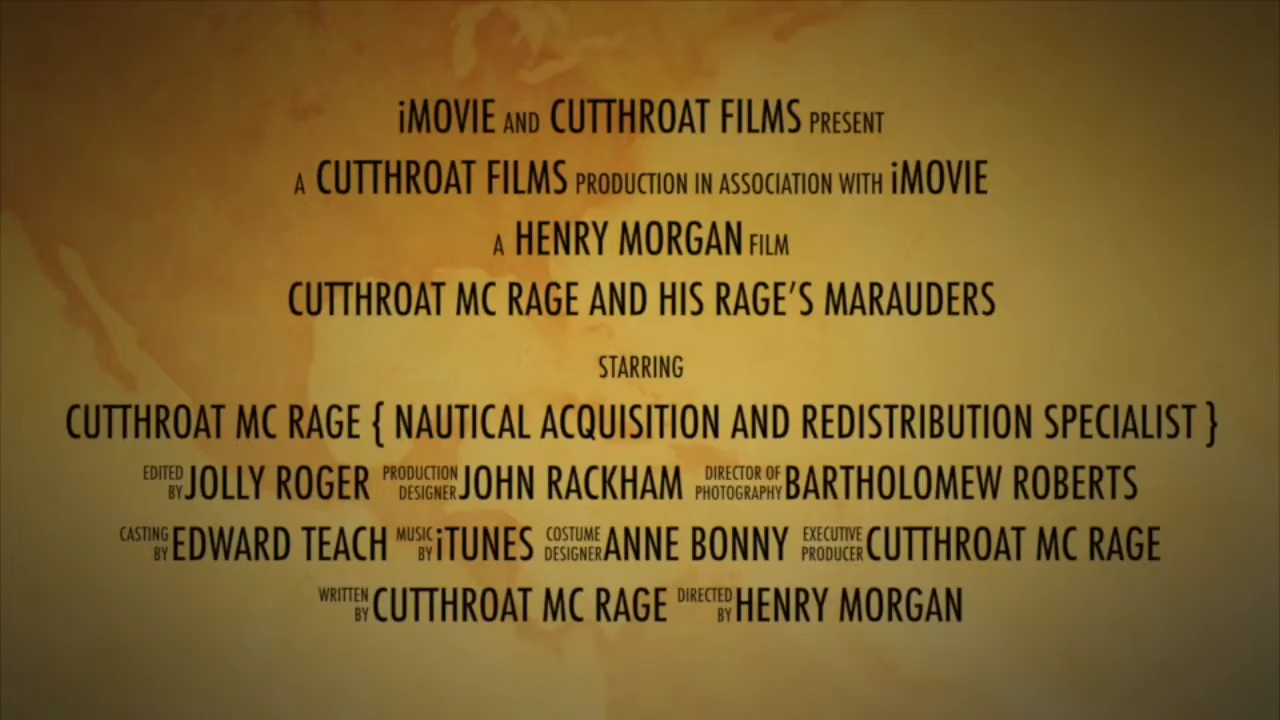 iMOVIE AND CUTTHROAT FILMS PRESENT
A CUTTHROAT FILMS PRODUCTION IN ASSOCIATION WITH iMOVIE
A HENRY MORGAN FILM
CUTTHROAT MC RAGE AND HIS RAGE'S MARAUDERS
STARRING
CUTTHROAT MC RAGE { NAUTICAL ACQUISITION AND REDISTRIBUTION SPECIALIST }
EDITED BY JOLLY ROGER PRODUCTION DESIGNER JOHN RACKHAM DIRECTOR OF PHOTOGRAPHY BARTHOLOMEW ROBERTS
CASTING BY EDWARD TEACH MUSIC BY iTUNES COSTUME DESIGNER ANNE BONNY EXECUTIVE PRODUCER CUTTHROAT MC RAGE
WRITTEN BY CUTTHROAT MC RAGE DIRECTED BY HENRY MORGAN